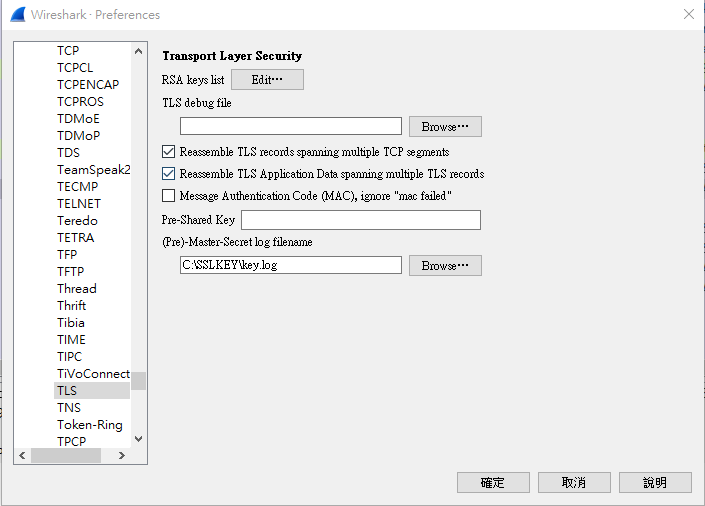 Wireshark · Preferences
TCP
TCPCL
TCPENCAP
TCPROS
TDMoE
TDMoP
TDS
TeamSpeak2
TECMP
TELNET
Teredo
TETRA
TFP
TFTP
Thread
Thrift
Tibia
TIME
TIPC
TiVoConnect
TLS
TNS
Token-Ring
TPCP
Transport Layer Security
RSA keys list Edit…
TLS debug file
Browse…
Reassemble TLS records spanning multiple TCP segments
Reassemble TLS Application Data spanning multiple TLS records
Message Authentication Code (MAC), ignore "mac failed"
Pre-Shared Key
(Pre)-Master-Secret log filename
C:\SSLKEY\key.log Browse…
確定 取消 說明